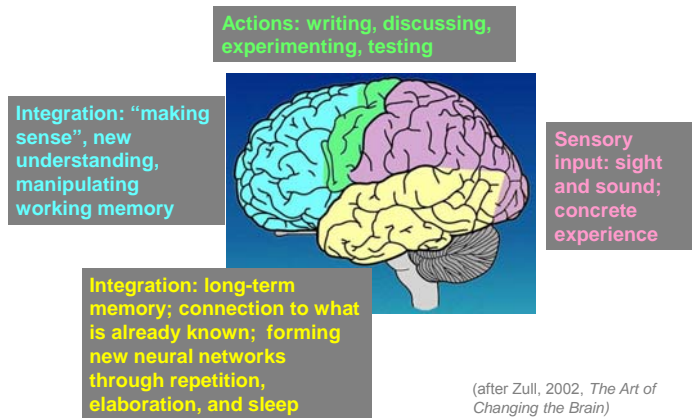 Actions: writing, discussing,
experimenting, testing
Integration: “making
sense”, new
understanding,
manipulating
working memory
Sensory
input: sight
and sound;
concrete
experience
Integration: long-term
memory; connection to what
is already known; forming
new neural networks
through repetition,
elaboration, and sleep
(after Zull, 2002, The Art of
Changing the Brain)